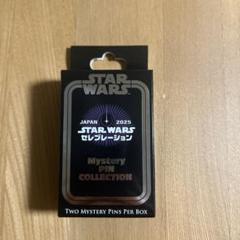 STAR WARS
JAPAN 2025
STAR WARS
セレブレーション
Mystery
PIN
COLLECTION
TWO MYSTERY PINS PER BOX